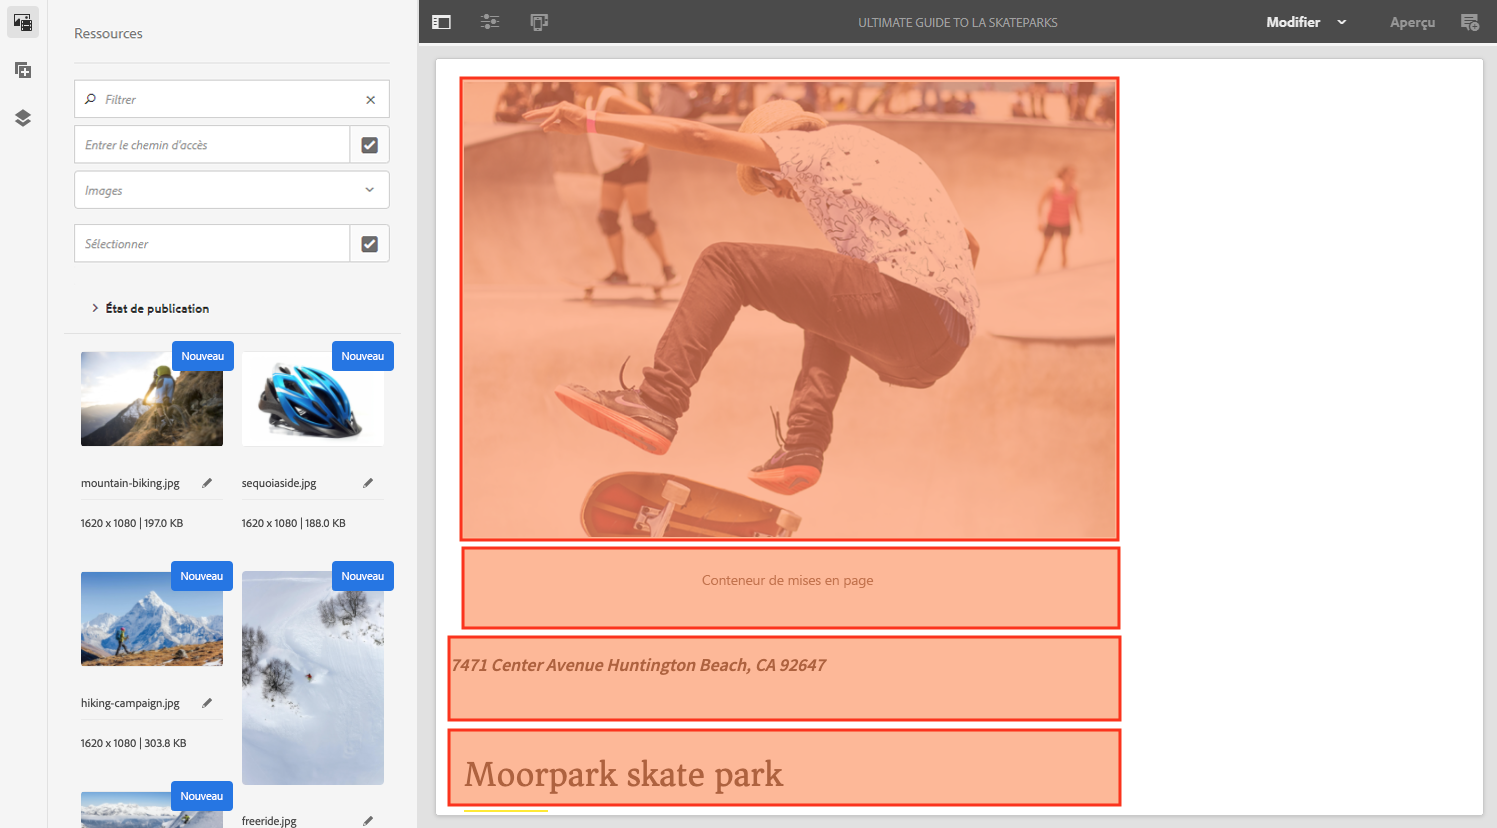 Ressources
ULTIMATE GUIDE TO LA SKATEPARKS
Modifier
Aperçu
Filtrer
Entrer le chemin d'accès
Images
Sélectionner
État de publication
Nouveau
Nouveau
mountain-biking.jpg
sequoiaside.jpg
1620 x 1080 | 197.0 KB
1620 x 1080 | 188.0 KB
Nouveau
Nouveau
hiking-campaign.jpg
1620 x 1080 | 303.8 KB
Nouveau
freeride.jpg
Conteneur de mises en page
7471 Center Avenue Huntington Beach, CA 92647
Moorpark skate park